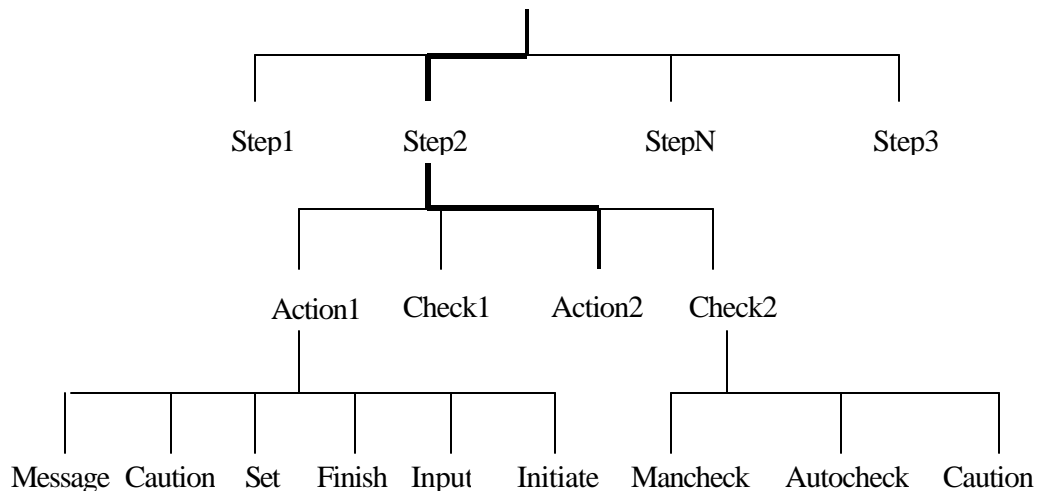 Step1 Step2 StepN Step3
Action1 Check1 Action2 Check2
Message Caution Set Finish Input Initiate Mancheck Autocheck Caution